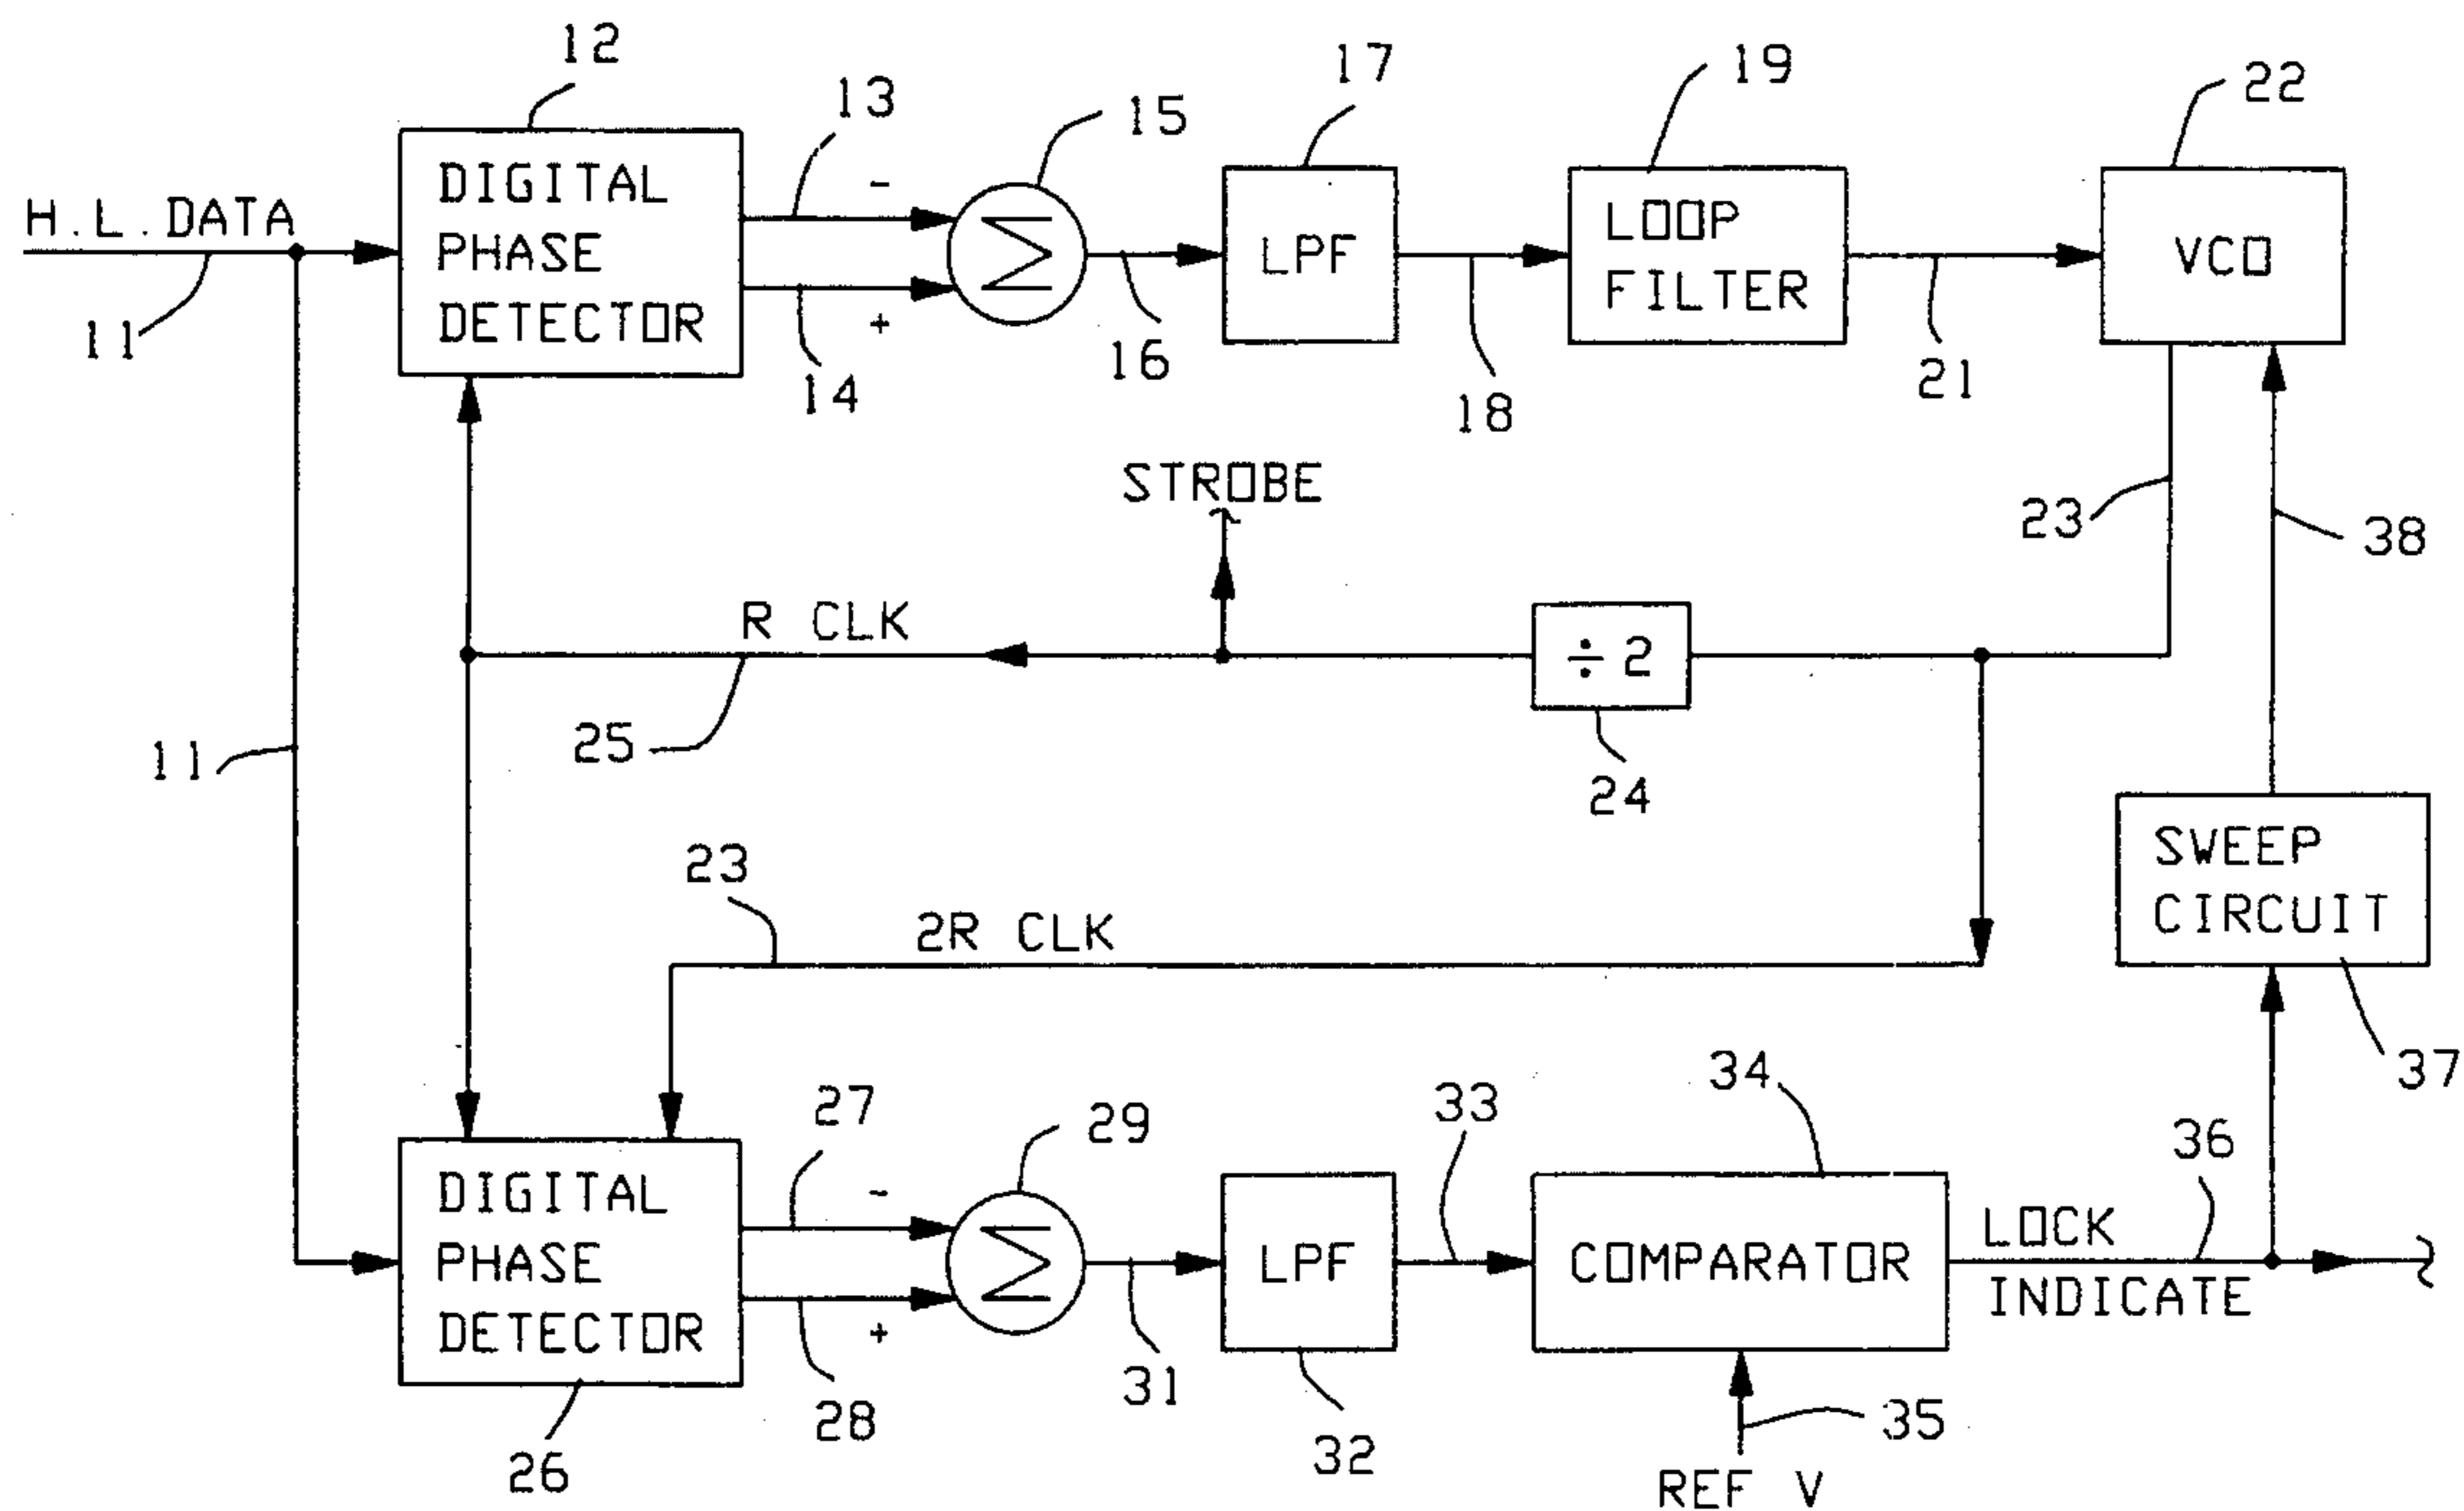 12
13
15
17
19
22
DIGITAL
PHASE
DETECTOR
H.L.DATA
11
-
+
14
Σ
16
LPF
18
LOOP
FILTER
21
VCO
STROBE
23
38
R CLK
÷ 2
11
25
24
SWEEP
CIRCUIT
23
2R CLK
37
27
29
33
34
36
DIGITAL
PHASE
DETECTOR
-
+
Σ
LPF
COMPARATOR
LOCK
INDICATE
26
28
31
32
35
REF V